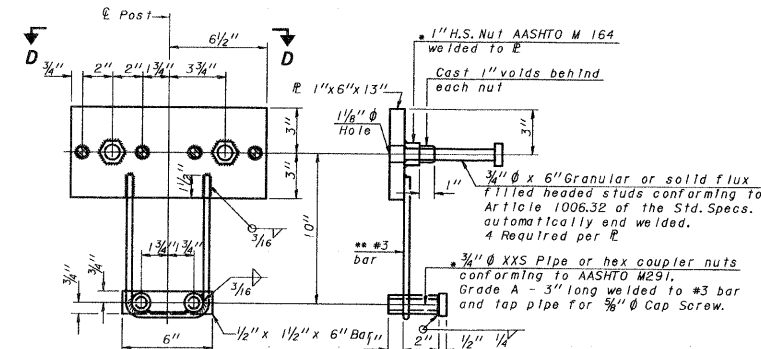 ℄ Post
6½"
D
D
¾"
2"
2"
1¾"
3¾"
3"
3"
1½"
3/16
10"
1¾"
1¾"
¾"
¾"
3/16
6"
½" x 1½" x 6" Bar
* 1" H.S. Nut AASHTO M 164
welded to ℄
Cast 1" voids behind
each nut
℄ 1"x6"x13"
1⅛" ϕ
Hole
3"
1"
¾" ϕ x 6" Granular or solid flux
filled headed studs conforming to
Article 1006.32 of the Std. Specs.
automatically end welded.
4 Required per ℄
** #3
bar
* ¾" ϕ XXS Pipe or hex coupler nuts
conforming to AASHTO M291,
Grade A - 3" long welded to #3 bar
and tap pipe for ⅝" ϕ Cap Screw.
1"
2"
½"
¼